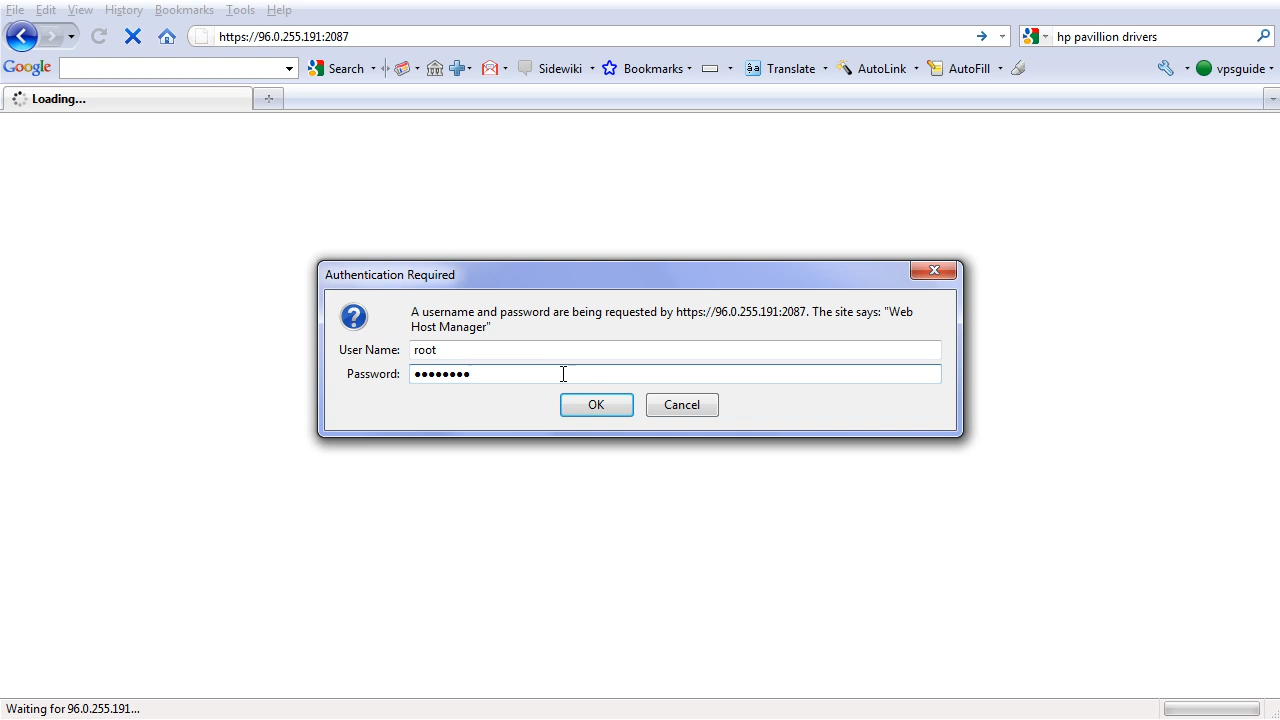 File Edit View History Bookmarks Tools Help
https://96.0.255.191:2087
hp pavillion drivers
Google Search Sidewiki Bookmarks Translate AutoLink AutoFill vpsguide
Loading...
Authentication Required
A username and password are being requested by https://96.0.255.191:2087. The site says: "Web
Host Manager"
User Name: root
Password: ●●●●●●●●
OK Cancel
Waiting for 96.0.255.191...